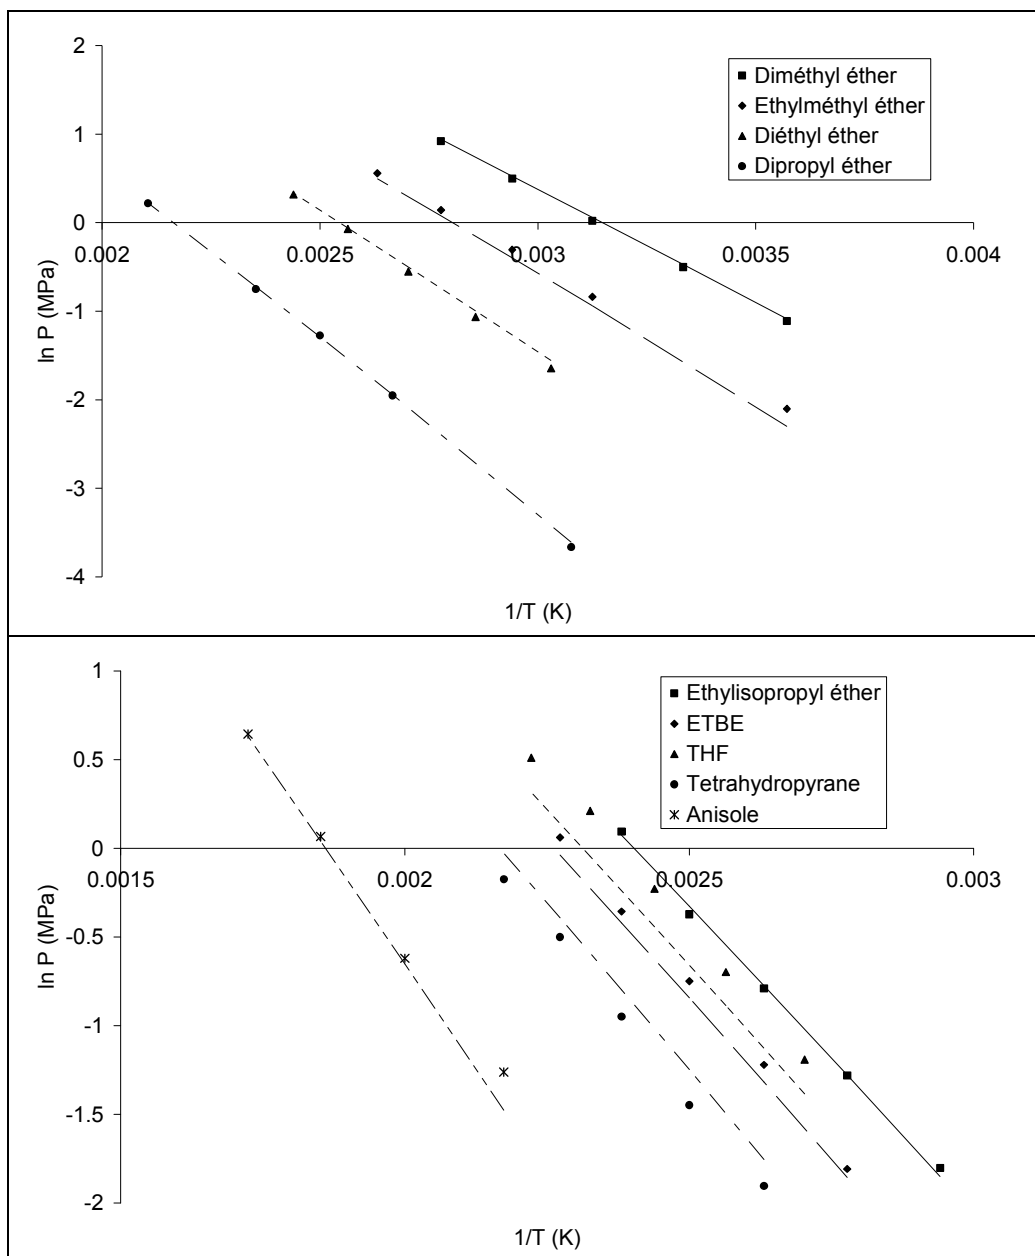 2
1
0
-1
-2
-3
-4
0.002 0.0025 0.003 0.0035 0.004
ln P (MPa)
1/T (K)
Diméthyl éther
Ethylméthyl éther
Diéthyl éther
Dipropyl éther
1
0.5
0
-0.5
-1
-1.5
-2
0.0015 0.002 0.0025 0.003
ln P (MPa)
1/T (K)
Ethylisopropyl éther
ETBE
THF
Tetrahydropyrane
Anisole